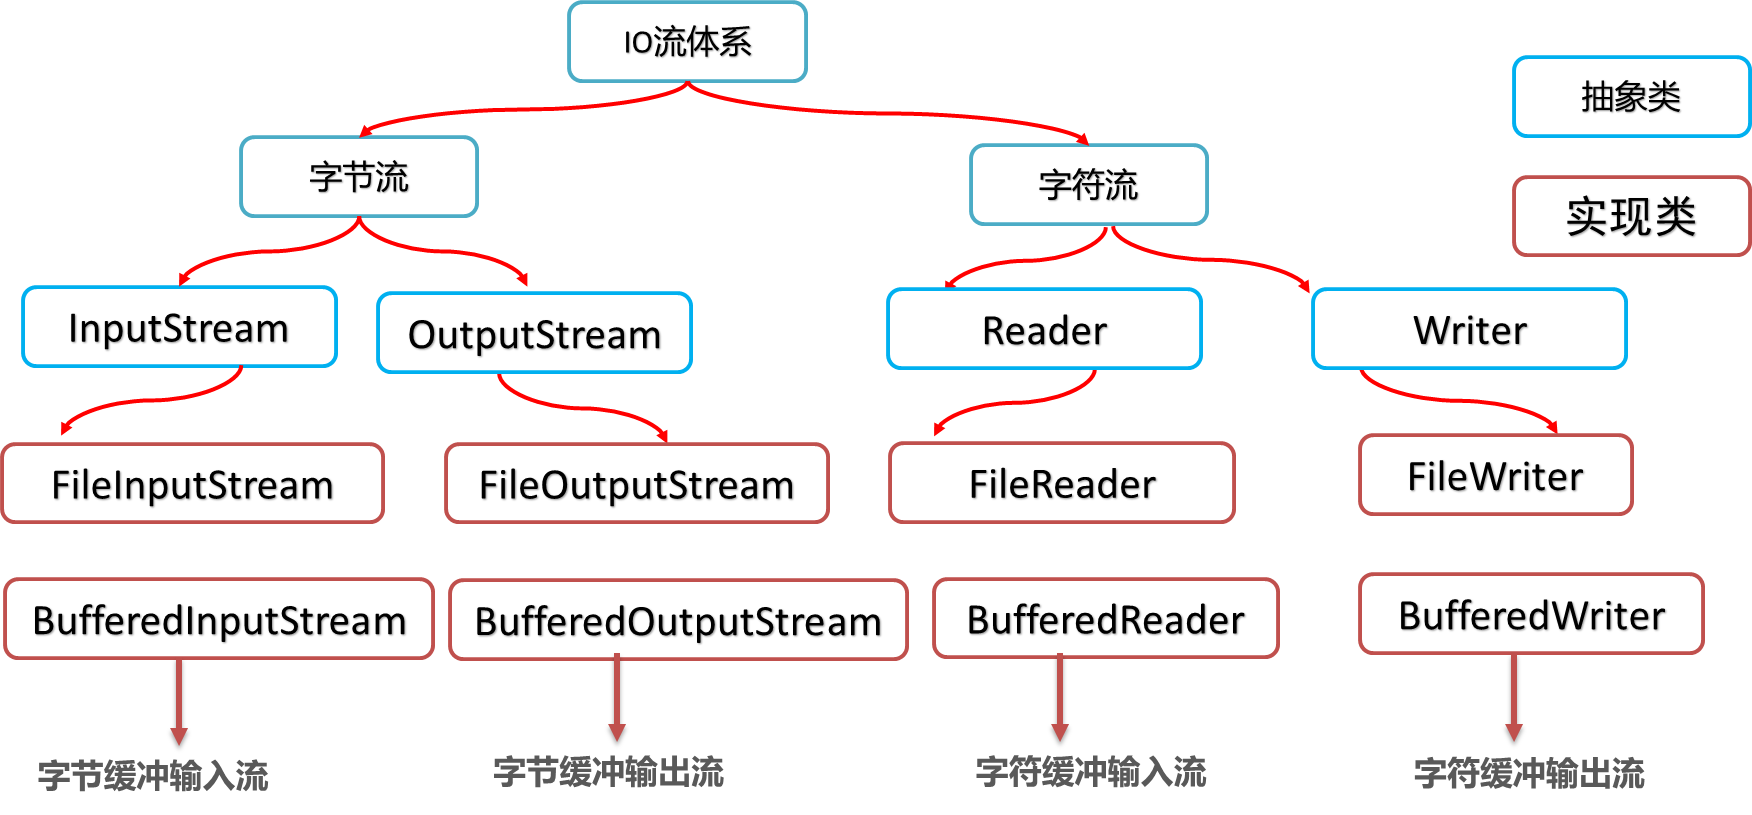 IO流体系
抽象类
字节流
字符流
实现类
InputStream
OutputStream
Reader
Writer
FileInputStream
FileOutputStream
FileReader
FileWriter
BufferedInputStream
BufferedOutputStream
BufferedReader
BufferedWriter
字节缓冲输入流
字节缓冲输出流
字符缓冲输入流
字符缓冲输出流